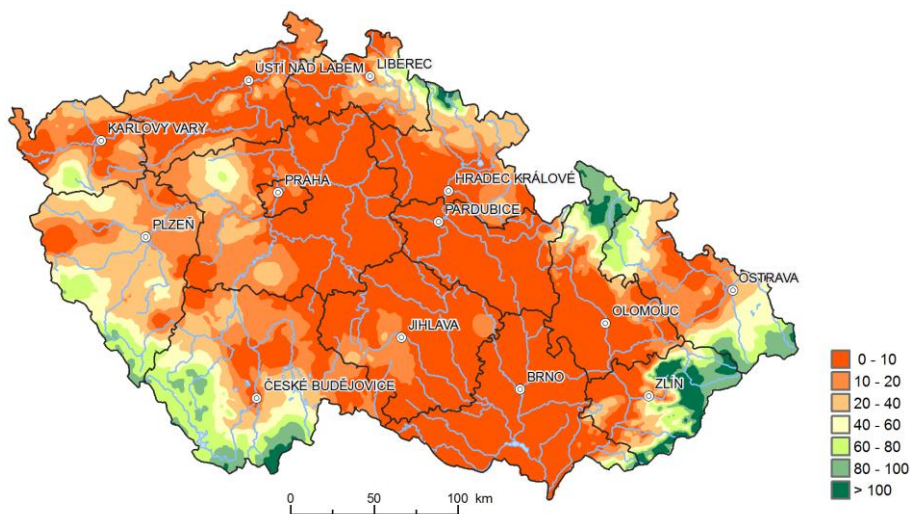 ÚSTÍ NAD LABEM
LIBEREC
KARLOVY VARY
PRAHA
HRADEC KRÁLOVÉ
PARDUBICE
PLZEŇ
OSTRAVA
OLOMOUC
JIHLAVA
BRNO
ZLÍN
ČESKÉ BUDĚJOVICE
0 - 10
10 - 20
20 - 40
40 - 60
60 - 80
80 - 100
> 100
0 50 100 km